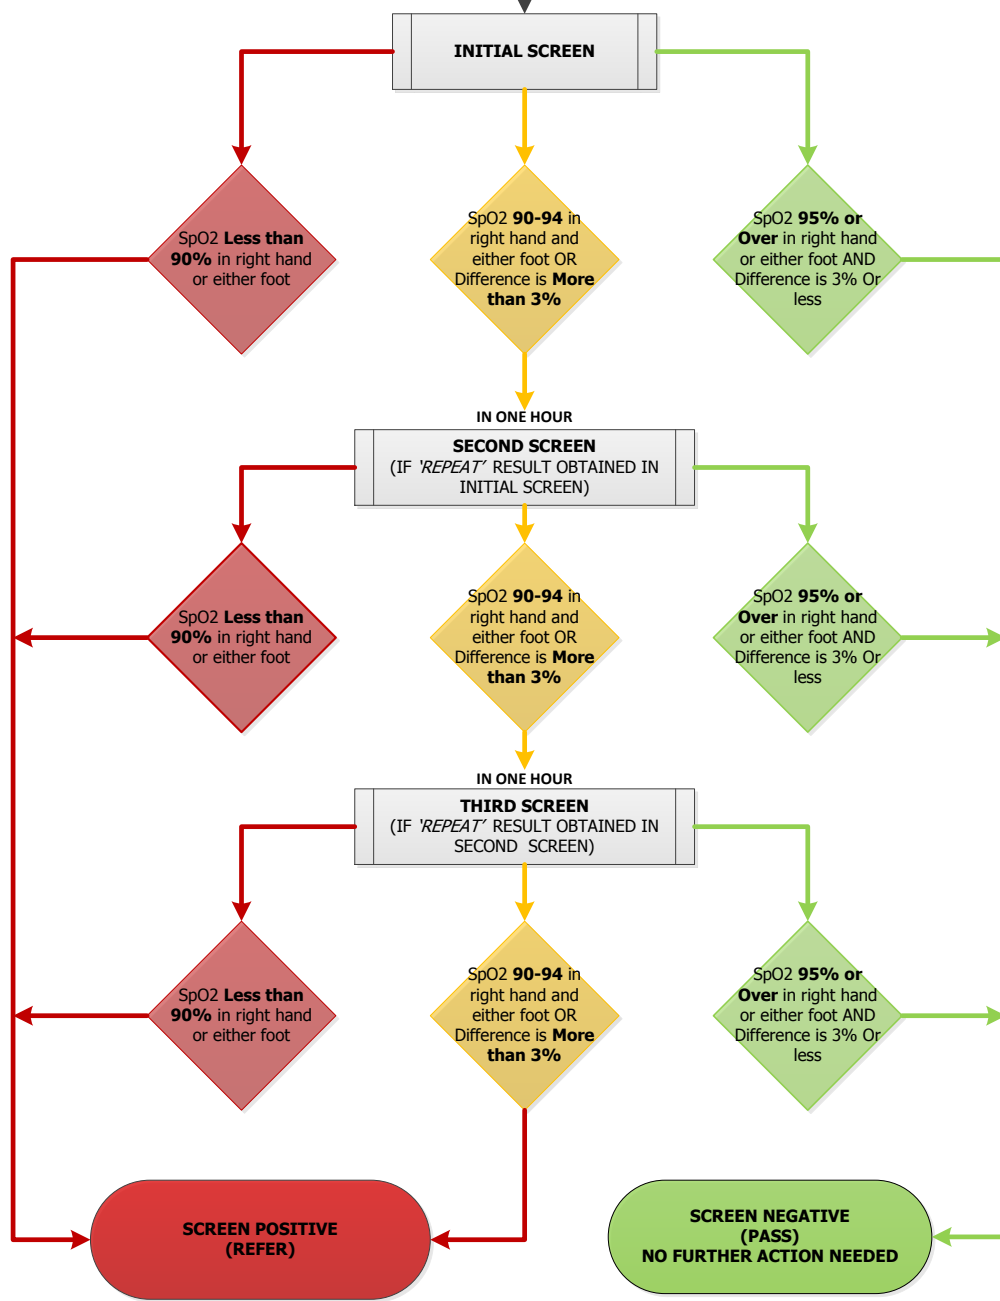 INITIAL SCREEN
SpO2 Less than
90% in right hand
or either foot
SpO2 90-94 in
right hand and
either foot OR
Difference is More
than 3%
SpO2 95% or
Over in right hand
or either foot AND
Difference is 3% Or
less
IN ONE HOUR
SECOND SCREEN
(IF ‘REPEAT’ RESULT OBTAINED IN
INITIAL SCREEN)
SpO2 Less than
90% in right hand
or either foot
SpO2 90-94 in
right hand and
either foot OR
Difference is More
than 3%
SpO2 95% or
Over in right hand
or either foot AND
Difference is 3% Or
less
IN ONE HOUR
THIRD SCREEN
(IF ‘REPEAT’ RESULT OBTAINED IN
SECOND SCREEN)
SpO2 Less than
90% in right hand
or either foot
SpO2 90-94 in
right hand and
either foot OR
Difference is More
than 3%
SpO2 95% or
Over in right hand
or either foot AND
Difference is 3% Or
less
SCREEN POSITIVE
(REFER)
SCREEN NEGATIVE
(PASS)
NO FURTHER ACTION NEEDED